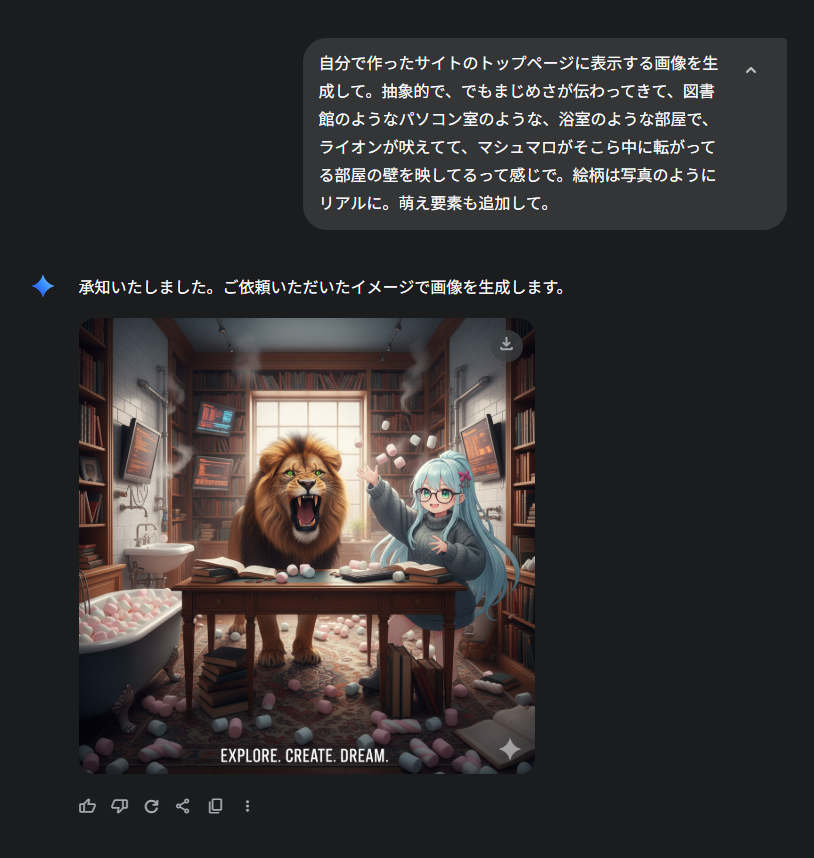 自分で作ったサイトのトップページに表示する画像を生
成して。抽象的で、でもまじめさが伝わってきて、図書
館のようなパソコン室のような、浴室のような部屋で、
ライオンが吠えてて、マシュマロがそこら中に転がって
る部屋の壁を映してるって感じで。絵柄は写真のように
リアルに。萌え要素も追加して。
承知いたしました。ご依頼いただいたイメージで画像を生成します。
EXPLORE. CREATE. DREAM.